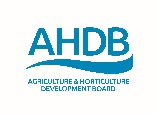 AHDB
AGRICULTURE & HORTICULTURE
DEVELOPMENT BOARD